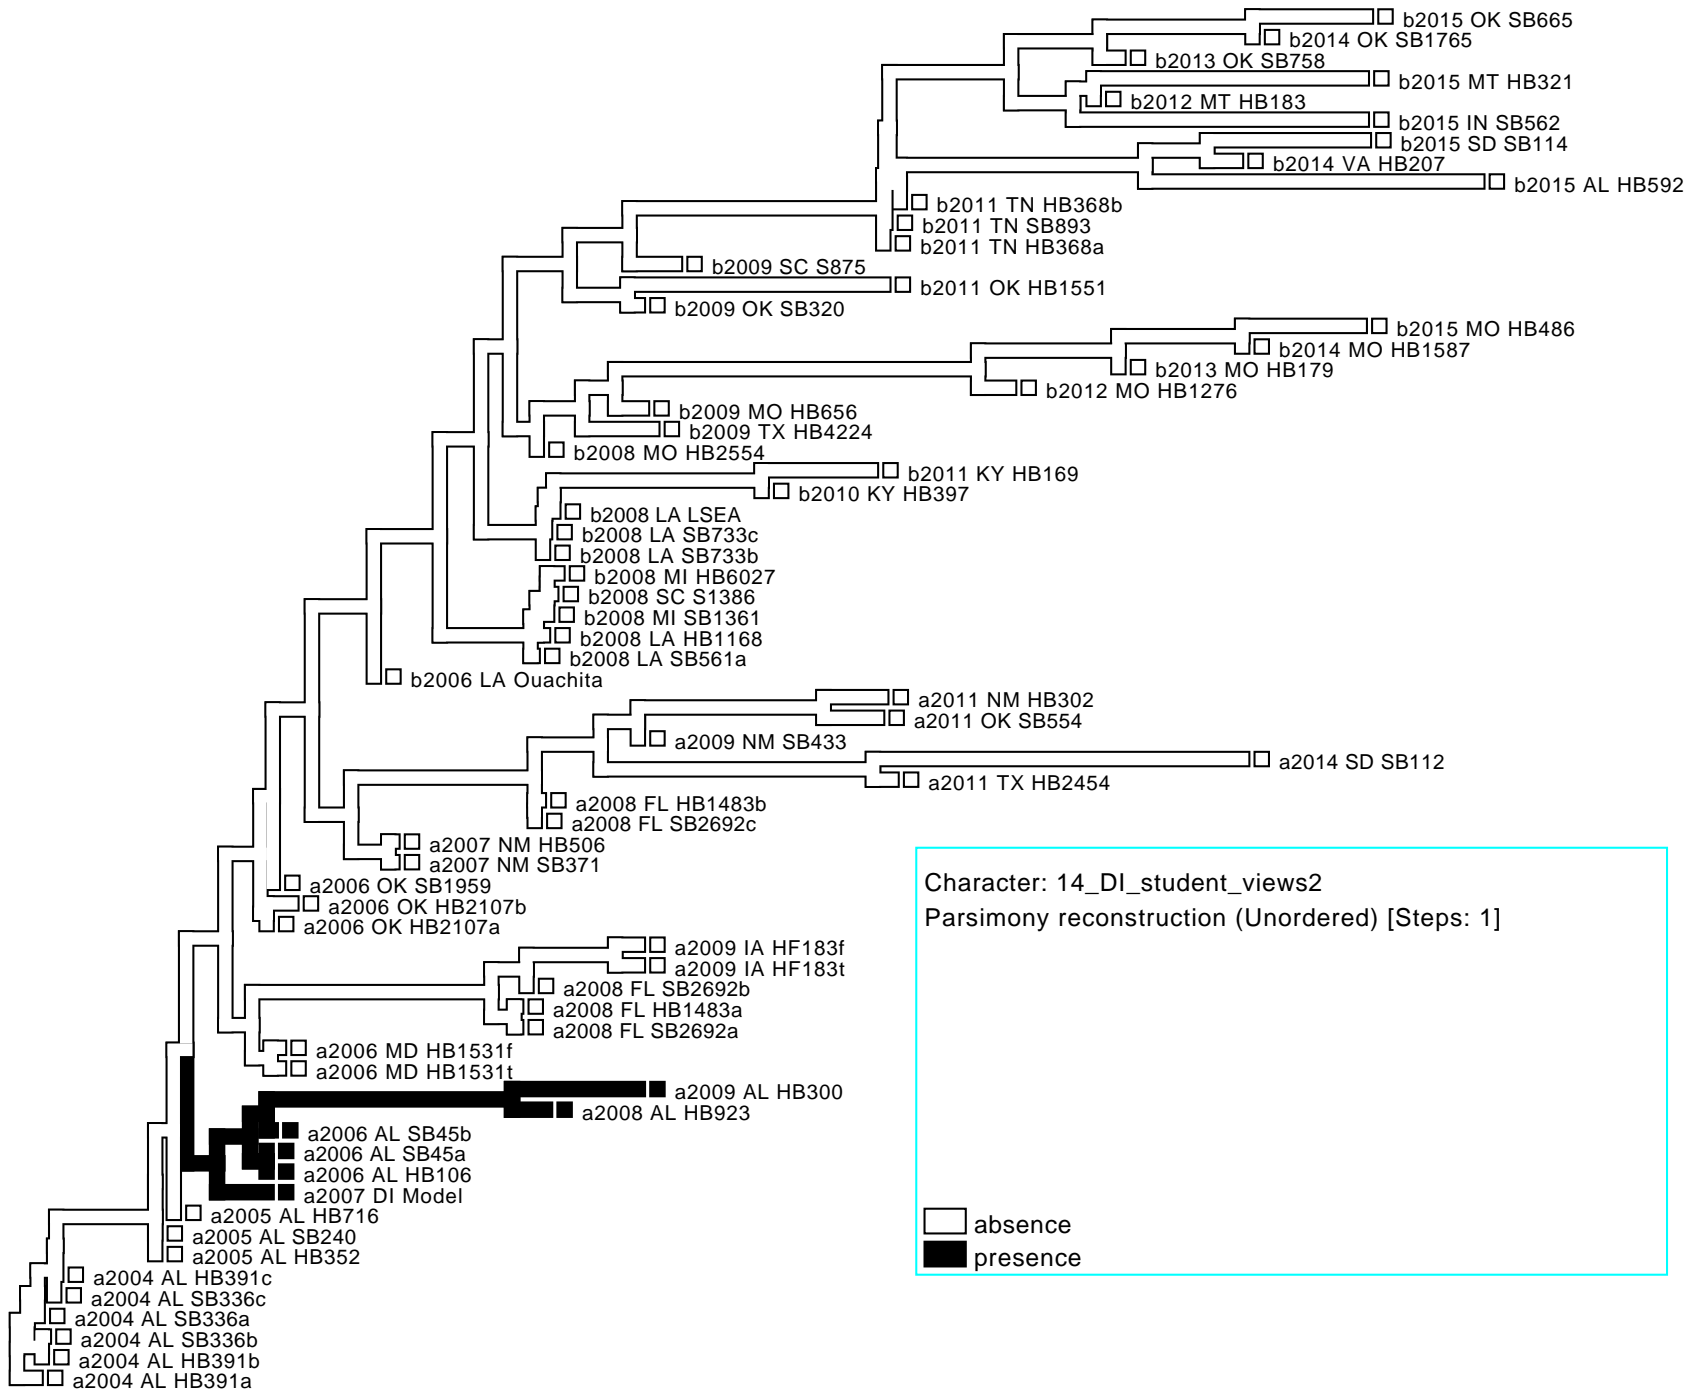 b2015 OK SB665
b2014 OK SB1765
b2013 OK SB758
b2015 MT HB321
b2012 MT HB183
b2015 IN SB562
b2015 SD SB114
b2014 VA HB207
b2015 AL HB592
b2011 TN HB368b
b2011 TN SB893
b2011 TN HB368a
b2009 SC S875
b2011 OK HB1551
b2009 OK SB320
b2015 MO HB486
b2014 MO HB1587
b2013 MO HB179
b2012 MO HB1276
b2009 MO HB656
b2009 TX HB4224
b2008 MO HB2554
b2011 KY HB169
b2010 KY HB397
b2008 LA LSEA
b2008 LA SB733c
b2008 LA SB733b
b2008 MI HB6027
b2008 SC S1386
b2008 MI SB1361
b2008 LA HB1168
b2008 LA SB561a
b2006 LA Ouachita
a2011 NM HB302
a2011 OK SB554
a2009 NM SB433
a2014 SD SB112
a2011 TX HB2454
a2008 FL HB1483b
a2008 FL SB2692c
a2007 NM HB506
a2007 NM SB371
a2006 OK SB1959
a2006 OK HB2107b
a2006 OK HB2107a
a2009 IA HF183f
a2009 IA HF183t
a2008 FL SB2692b
a2008 FL HB1483a
a2008 FL SB2692a
a2006 MD HB1531f
a2006 MD HB1531t
a2009 AL HB300
a2008 AL HB923
a2006 AL SB45b
a2006 AL SB45a
a2006 AL HB106
a2007 DI Model
a2005 AL HB716
a2005 AL SB240
a2005 AL HB352
a2004 AL HB391c
a2004 AL SB336c
a2004 AL SB336a
a2004 AL SB336b
a2004 AL HB391b
a2004 AL HB391a
Character: 14_DI_student_views2
Parsimony reconstruction (Unordered) [Steps: 1]
absence
presence